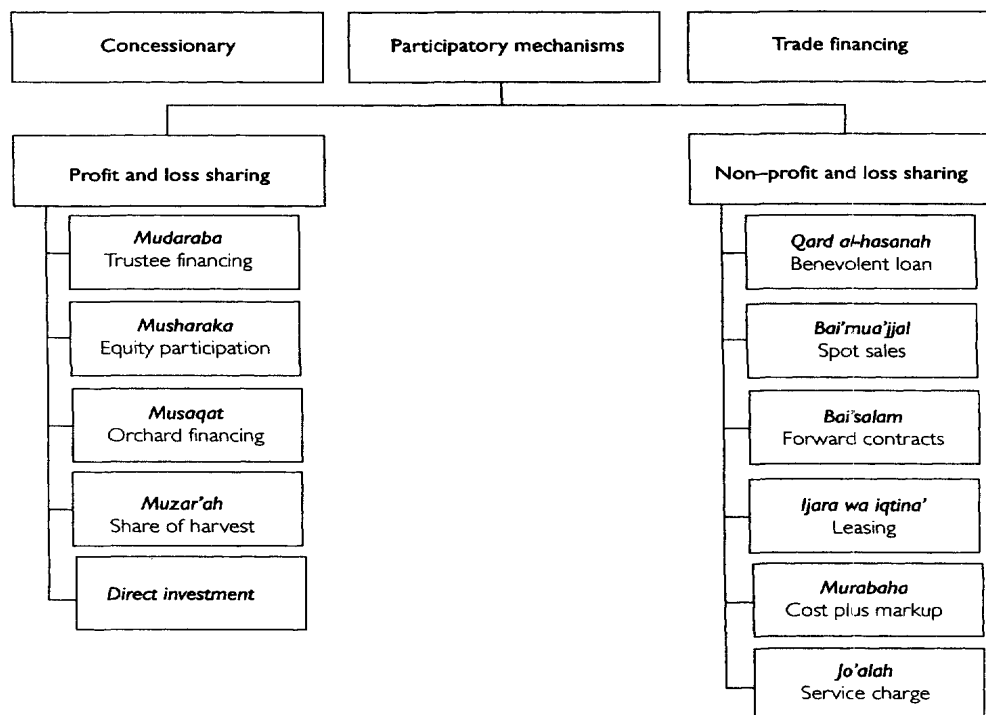 Concessionary
Participatory mechanisms
Trade financing
Profit and loss sharing
Non–profit and loss sharing
Mudaraba
Trustee financing
Musharaka
Equity participation
Musaqat
Orchard financing
Muzar'ah
Share of harvest
Direct investment
Qard al-hasanah
Benevolent loan
Bai'mua'jjal
Spot sales
Bai'salam
Forward contracts
Ijara wa iqtina'
Leasing
Murabaha
Cost plus markup
Jo'alah
Service charge